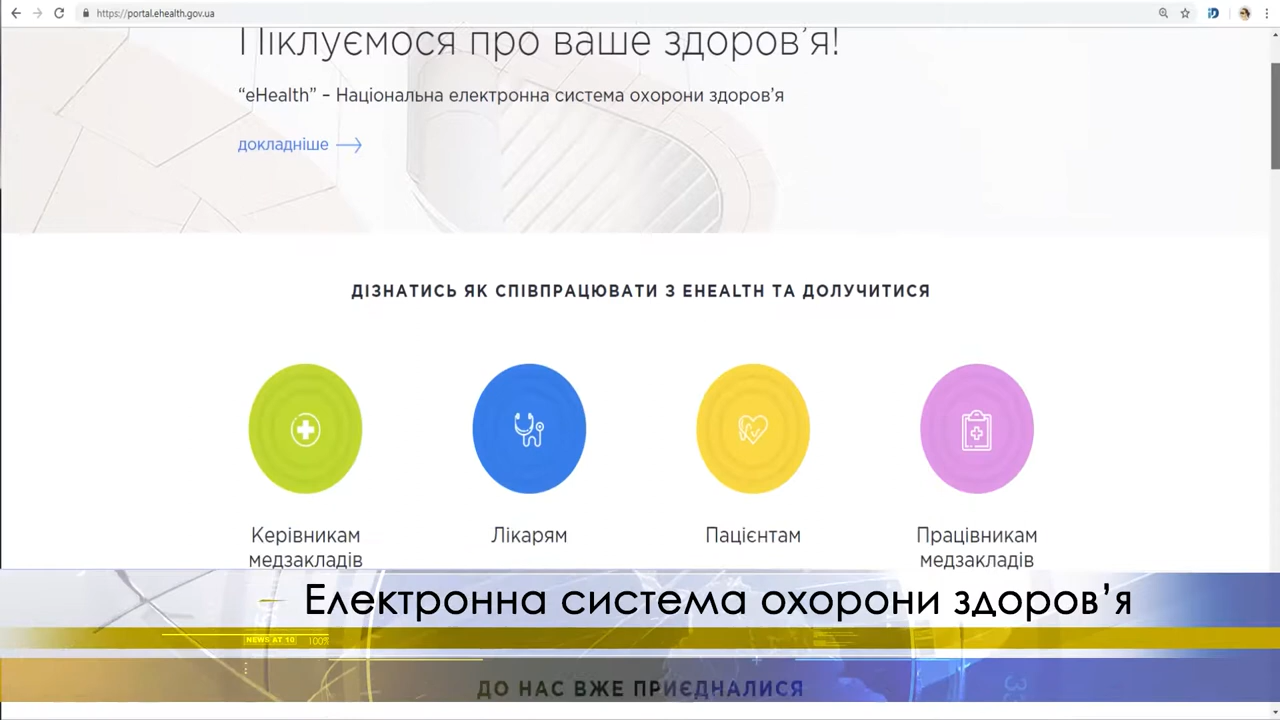 https://portal.ehealth.gov.ua
Піклуємося про ваше здоров’я!
“eHealth” – Національна електронна система охорони здоров’я
докладніше
ДІЗНАТИСЬ ЯК СПІВПРАЦЮВАТИ З EHEALTH ТА ДОЛУЧИТИСЯ
Керівникам
медзакладів
Лікарям
Пацієнтам
Працівникам
медзакладів
Електронна система охорони здоров’я
NEWS AT 10 100%
ДО НАС ВЖЕ ПРИЄДНАЛИСЯ